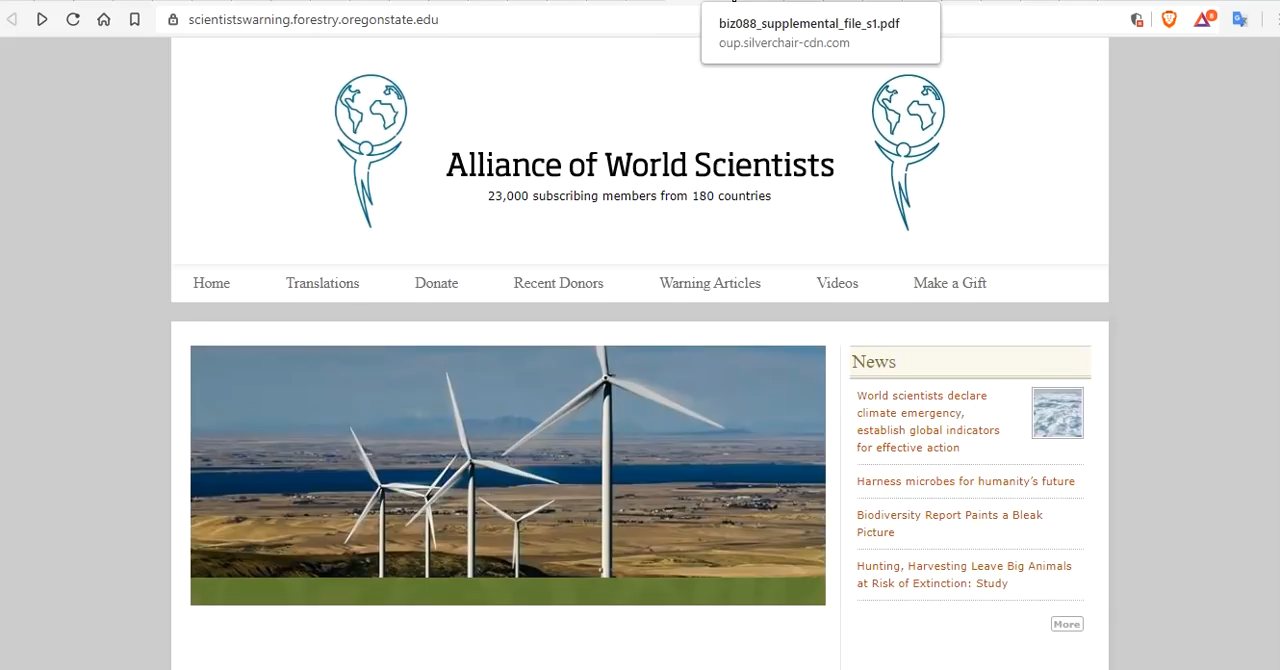 scientistswarning.forestry.oregonstate.edu
biz088_supplemental_file_s1.pdf
oup.silverchair-cdn.com
Alliance of World Scientists
23,000 subscribing members from 180 countries
Home Translations Donate Recent Donors Warning Articles Videos Make a Gift
News
World scientists declare
climate emergency,
establish global indicators
for effective action
Harness microbes for humanity’s future
Biodiversity Report Paints a Bleak
Picture
Hunting, Harvesting Leave Big Animals
at Risk of Extinction: Study
More